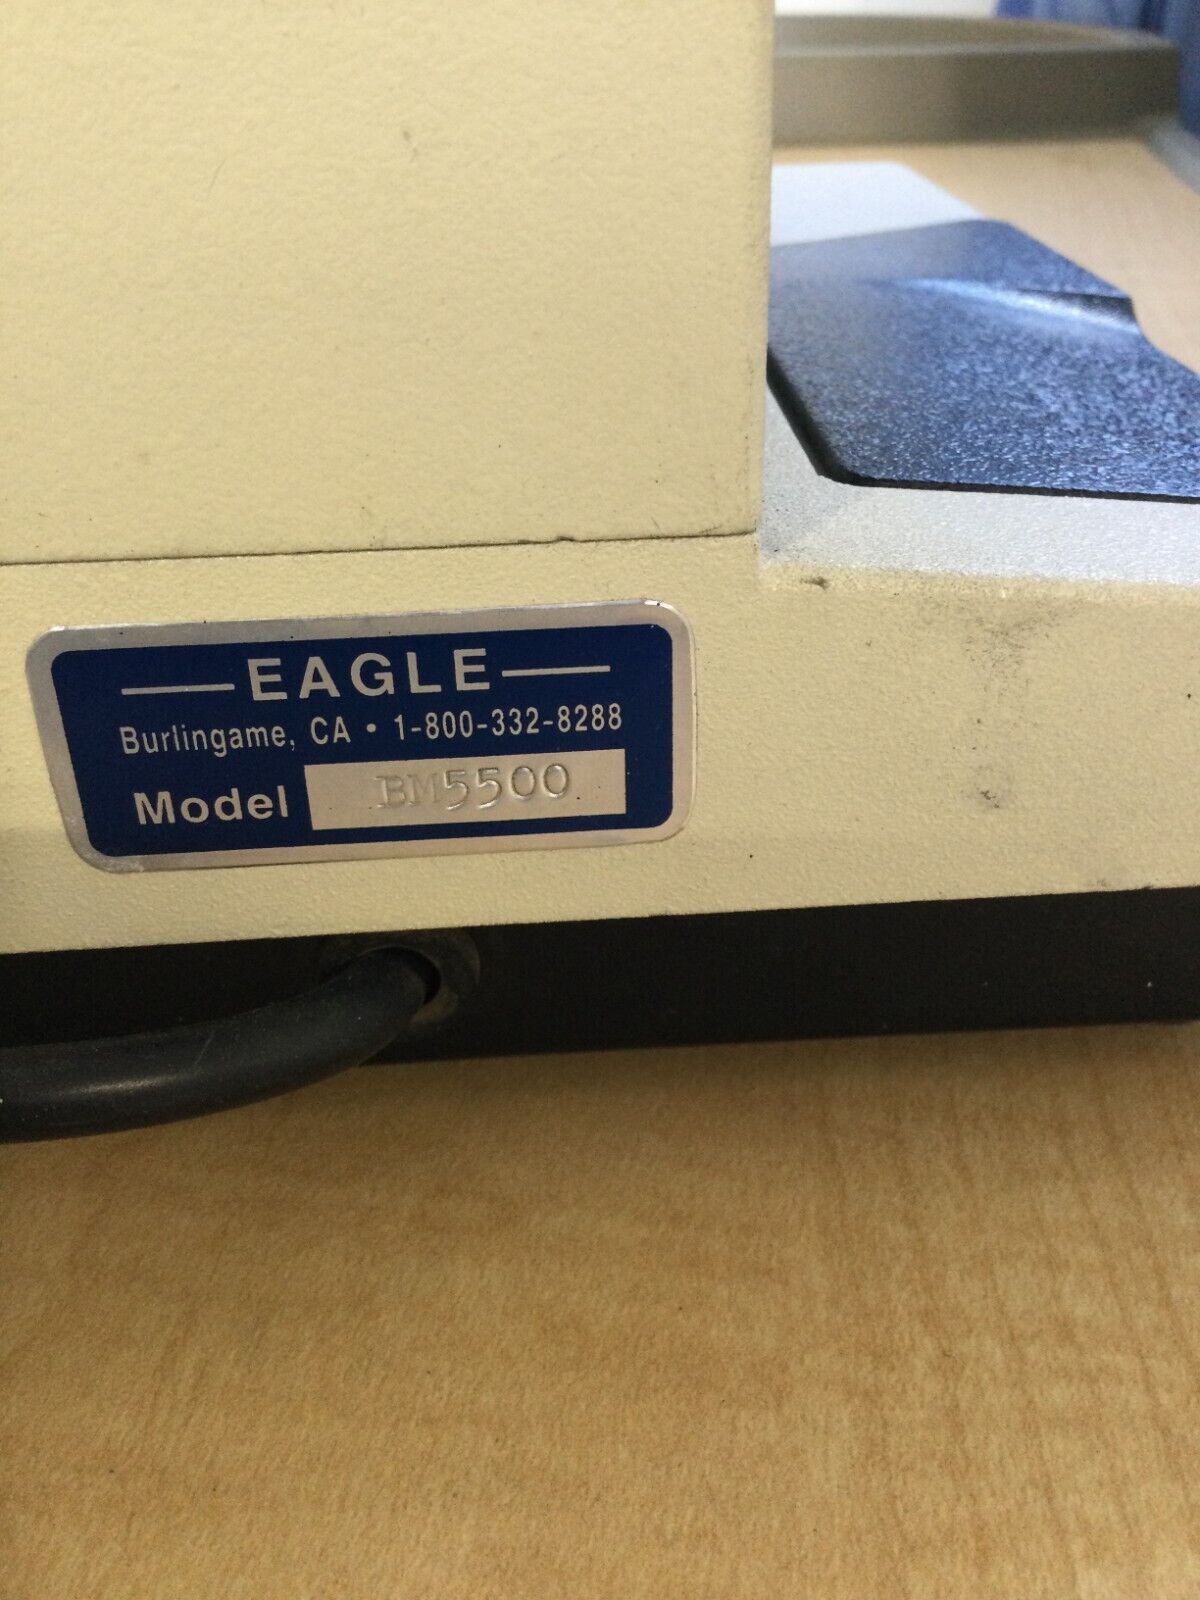 EAGLE
Burlingame, CA • 1-800-332-8288
Model BM5500